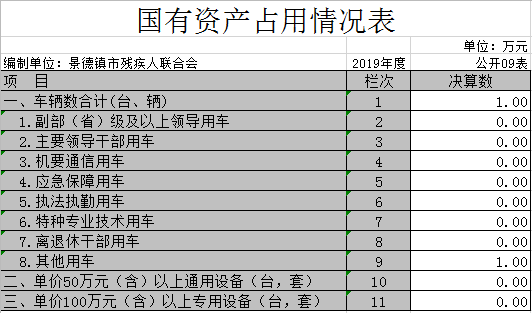 国有资产占用情况表
单位：万元
编制单位：景德镇市残疾人联合会 2019年度 公开09表
项 目 栏次 决算数
一、车辆数合计(台、辆) 1 1.00
1.副部（省）级及以上领导用车 2 0.00
2.主要领导干部用车 3 0.00
3.机要通信用车 4 0.00
4.应急保障用车 5 0.00
5.执法执勤用车 6 0.00
6.特种专业技术用车 7 0.00
7.离退休干部用车 8 0.00
8.其他用车 9 1.00
二、单价50万元（含）以上通用设备（台，套） 10 0.00
三、单价100万元（含）以上专用设备（台，套） 11 0.00